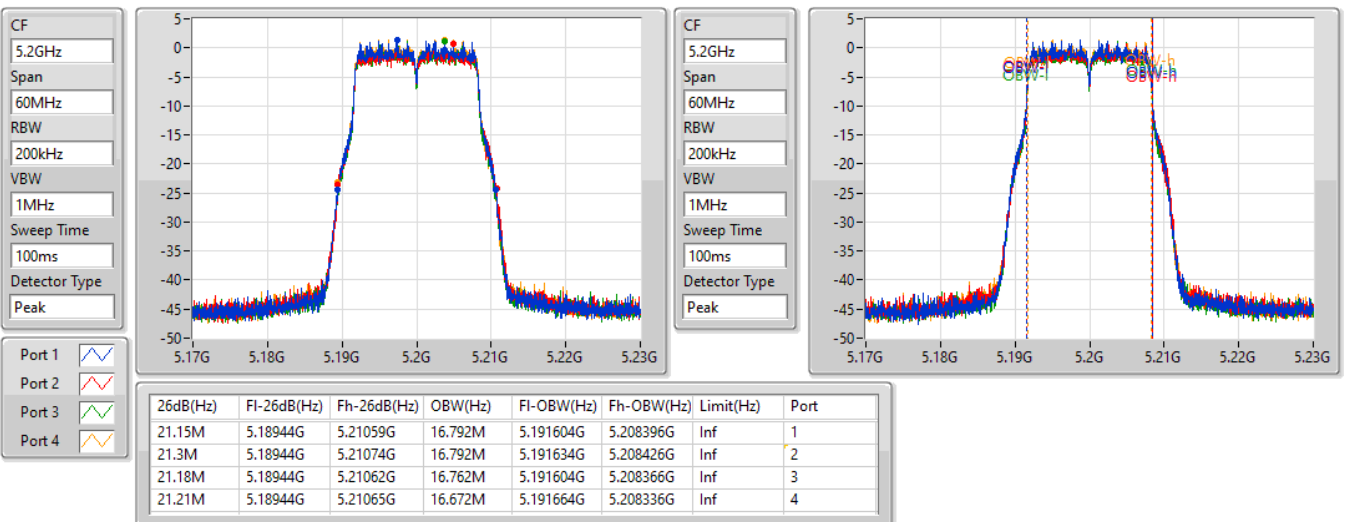 CF
5.2GHz
Span
60MHz
RBW
200kHz
VBW
1MHz
Sweep Time
100ms
Detector Type
Peak
5
0
-5
-10
-15
-20
-25
-30
-35
-40
-45
-50
5.17G 5.18G 5.19G 5.2G 5.21G 5.22G 5.23G
CF
5.2GHz
Span
60MHz
RBW
200kHz
VBW
1MHz
Sweep Time
100ms
Detector Type
Peak
5
0
-5
-10
-15
-20
-25
-30
-35
-40
-45
-50
OBW-l OBW-h
5.17G 5.18G 5.19G 5.2G 5.21G 5.22G 5.23G
Port 1
Port 2
Port 3
Port 4
26dB(Hz) Fl-26dB(Hz) Fh-26dB(Hz) OBW(Hz) Fl-OBW(Hz) Fh-OBW(Hz) Limit(Hz) Port
21.15M 5.18944G 5.21059G 16.792M 5.191604G 5.208396G Inf 1
21.3M 5.18944G 5.21074G 16.792M 5.191634G 5.208426G Inf 2
21.18M 5.18944G 5.21062G 16.762M 5.191604G 5.208366G Inf 3
21.21M 5.18944G 5.21065G 16.672M 5.191664G 5.208336G Inf 4